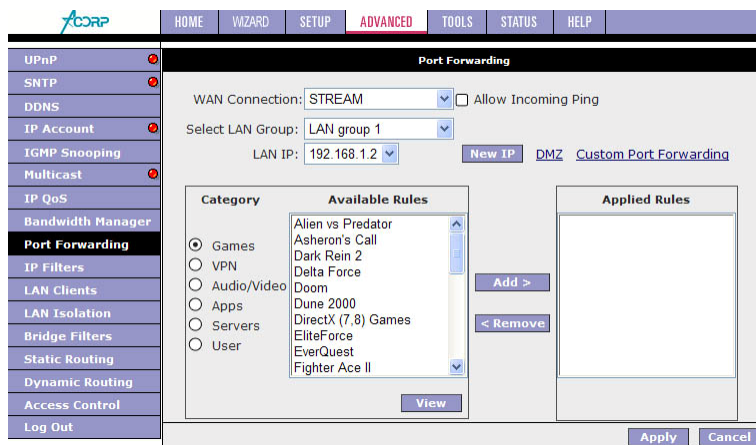 ACORP
HOME WIZARD SETUP ADVANCED TOOLS STATUS HELP
UPnP
SNTP
DDNS
IP Account
IGMP Snooping
Multicast
IP QoS
Bandwidth Manager
Port Forwarding
IP Filters
LAN Clients
LAN Isolation
Bridge Filters
Static Routing
Dynamic Routing
Access Control
Log Out
Port Forwarding
WAN Connection: STREAM Allow Incoming Ping
Select LAN Group: LAN group 1
LAN IP: 192.168.1.2 New IP DMZ Custom Port Forwarding
Category
Games
VPN
Audio/Video
Apps
Servers
User
Available Rules
Alien vs Predator
Asheron's Call
Dark Rein 2
Delta Force
Doom
Dune 2000
DirectX (7,8) Games
EliteForce
EverQuest
Fighter Ace II
View
Add >
< Remove
Applied Rules
Apply Cancel